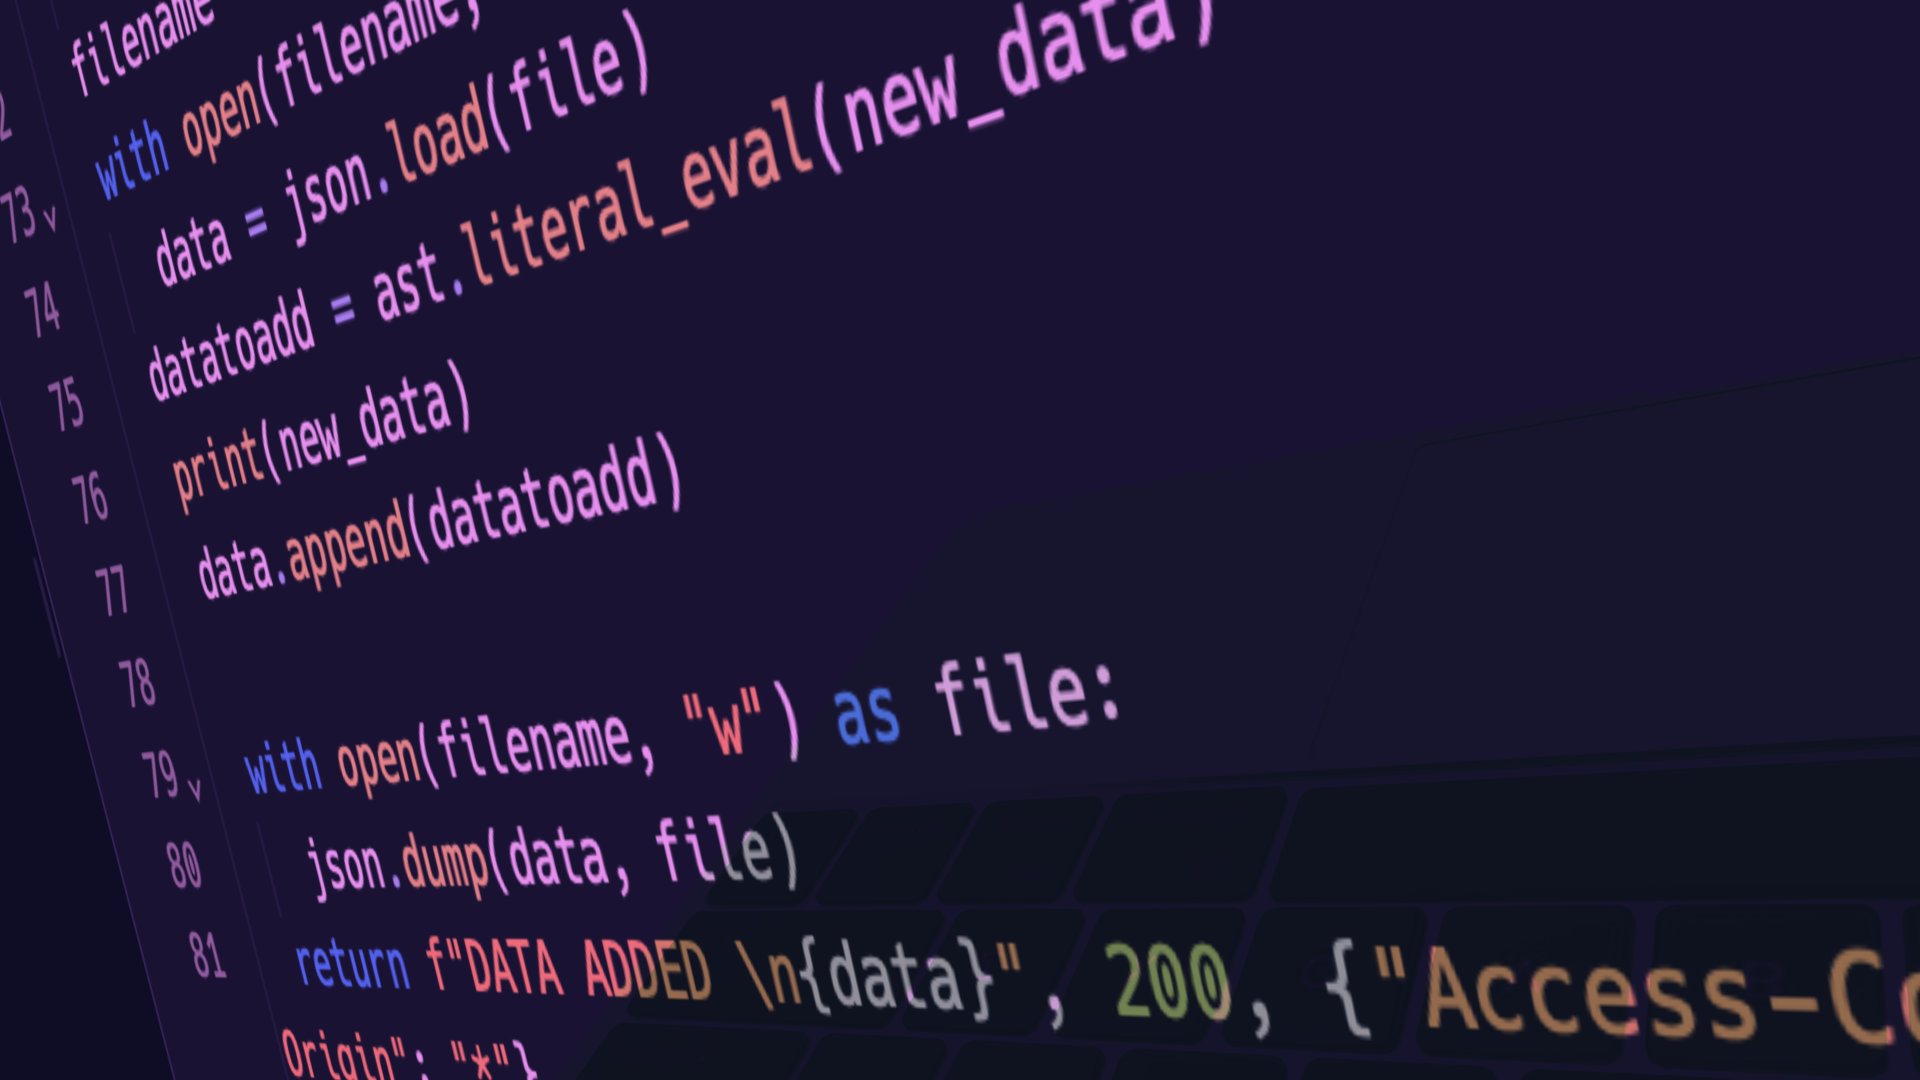 filename
2 with open(filename,
73 data = json.load(file)
74 datatoadd = ast.literal_eval(new_data)
75 print(new_data)
76 data.append(datatoadd)
77
78 with open(filename, "w") as file:
79 json.dump(data, file)
80 return f"DATA ADDED \n{data}", 200, {"Access-Co
81 Origin": "*"}